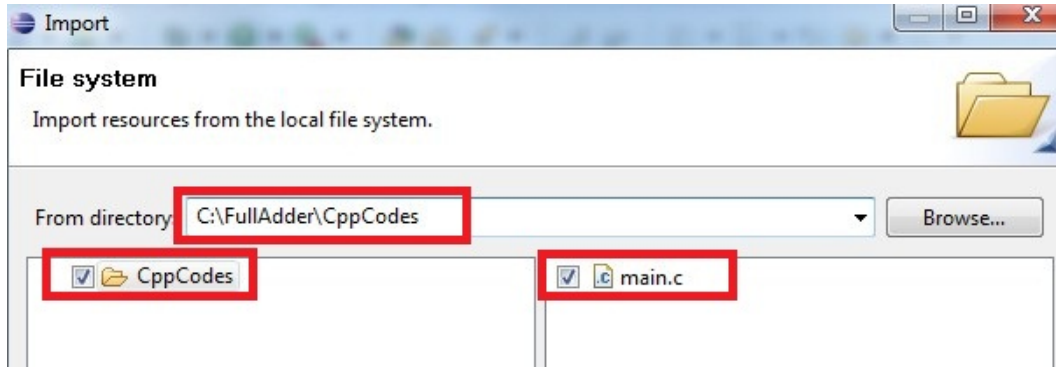 Import
File system
Import resources from the local file system.
From directory: C:\FullAdder\CppCodes Browse...
CppCodes main.c